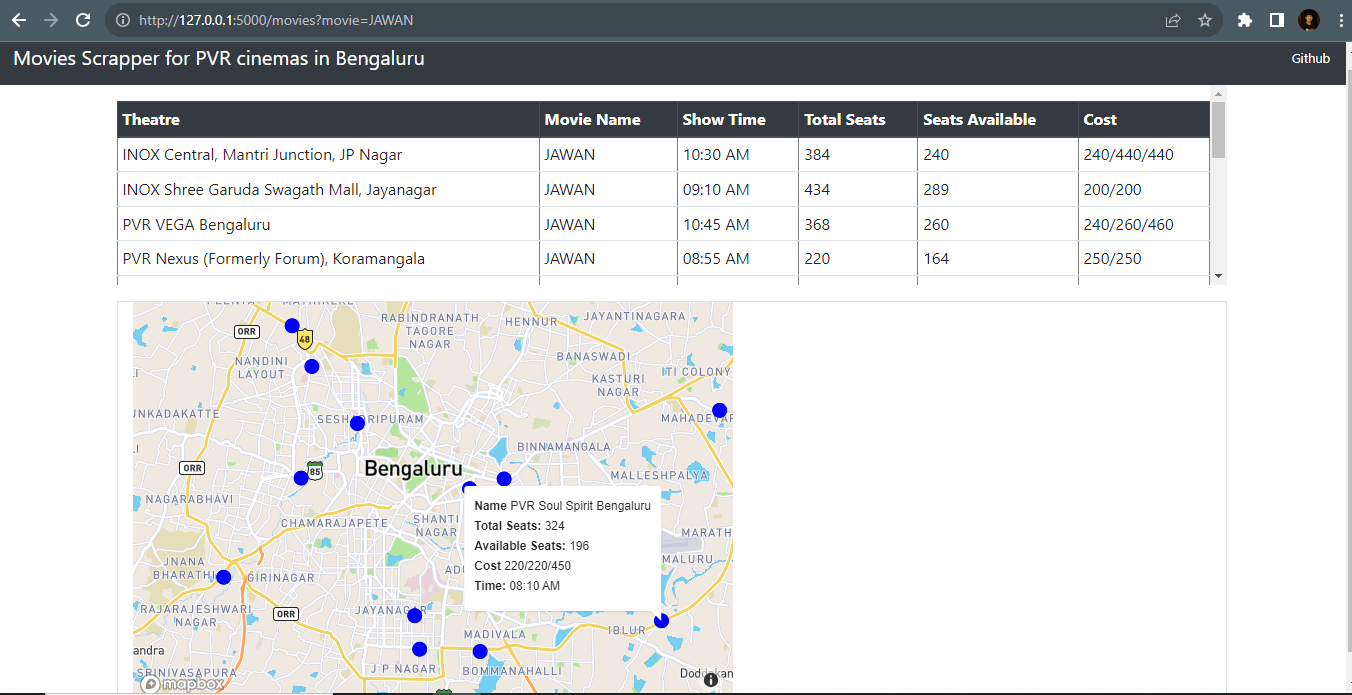 http://127.0.0.1:5000/movies?movie=JAWAN
Movies Scrapper for PVR cinemas in Bengaluru
Github
Theatre Movie Name Show Time Total Seats Seats Available Cost
INOX Central, Mantri Junction, JP Nagar JAWAN 10:30 AM 384 240 240/440/440
INOX Shree Garuda Swagath Mall, Jayanagar JAWAN 09:10 AM 434 289 200/200
PVR VEGA Bengaluru JAWAN 10:45 AM 368 260 240/260/460
PVR Nexus (Formerly Forum), Koramangala JAWAN 08:55 AM 220 164 250/250
RABINDRANATH
TAGORE
NAGAR
HENNUR
JAYANTINAGARA
ORR
48
NANDINI
LAYOUT
BANASWADI
ITI COLONY
KASTURI
NAGAR
NKADAKATTE
MAHADEVA
BINNAMANGALA
Bengaluru
ORR
85
MALLESHPALYA
NAGARABHAVI
CHAMARAJAPETE
SHANTI
NAGAR
Name PVR Soul Spirit Bengaluru
Total Seats: 324
Available Seats: 196
Cost 220/220/450
Time: 08:10 AM
MARATH
JNANA
BHARATHI
GIRINAGAR
RAJARAJESHWARI
NAGAR
ORR
IBLUR
MADIVALA
J P NAGAR
BOMMANAHALLI
andra
Doddakan
SRINIVASAPURA
mapbox